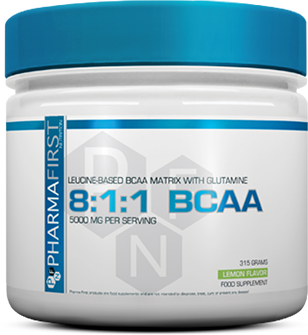 PHARMAFIRST
NUTRITION
LEUCINE-BASED BCAA MATRIX WITH GLUTAMINE
8:1:1 BCAA
5000 MG PER SERVING
315 GRAMS
LEMON FLAVOR
FOOD SUPPLEMENT